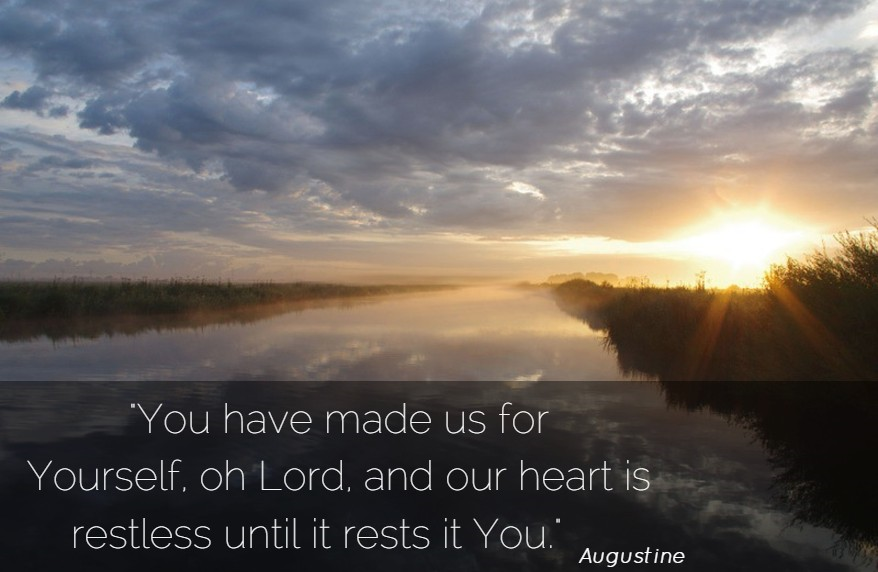 "You have made us for
Yourself, oh Lord, and our heart is
restless until it rests it You."
Augustine